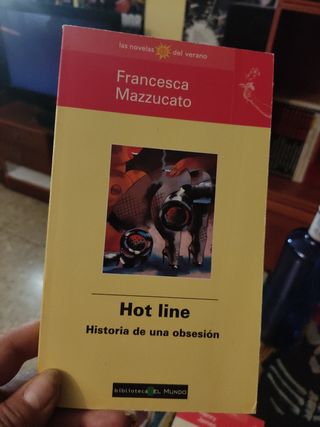 las novelas del verano
Francesca
Mazzucato
Hot line
Historia de una obsesión
biblioteca EL MUNDO